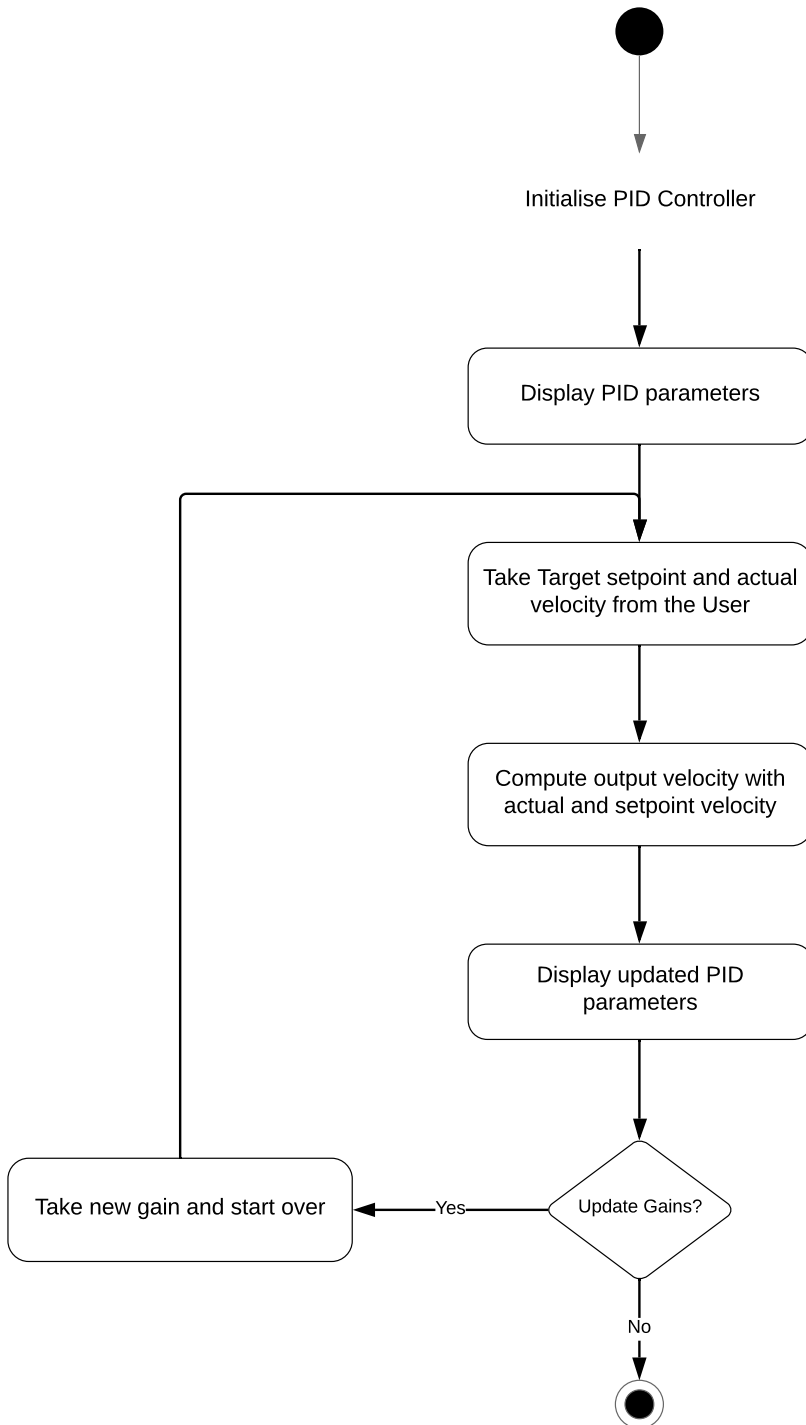 Initialise PID Controller
Display PID parameters
Take Target setpoint and actual
velocity from the User
Compute output velocity with
actual and setpoint velocity
Display updated PID
parameters
Update Gains?
Yes
Take new gain and start over
No